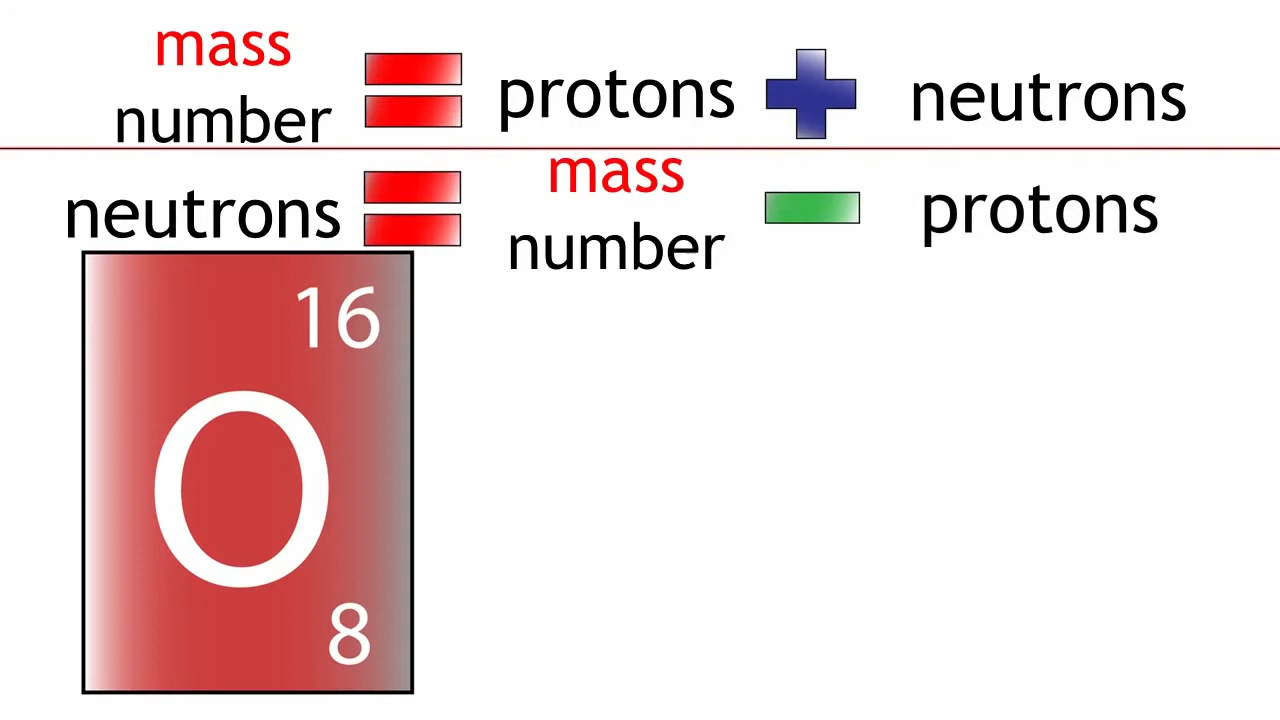 mass
number = protons + neutrons
neutrons = mass
number - protons
16
O
8